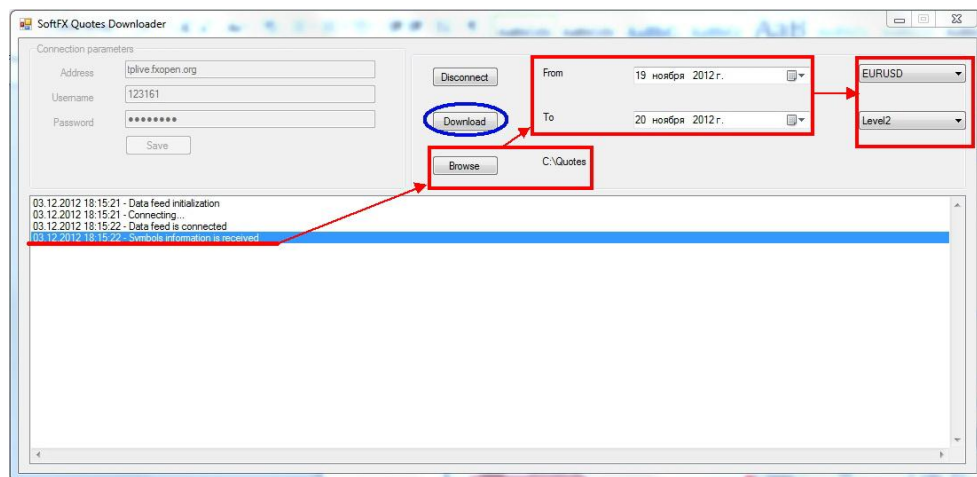 SoftFX Quotes Downloader
Connection parameters
Address
tplive.fxopen.org
Username
123161
Password
Save
Disconnect
Download
Browse
C:\Quotes
From
19 ноября 2012 г.
To
20 ноября 2012 г.
EURUSD
Level2
03.12.2012 18:15:21 - Data feed initialization
03.12.2012 18:15:21 - Connecting...
03.12.2012 18:15:22 - Data feed is connected
03.12.2012 18:15:22 - Symbols information is received